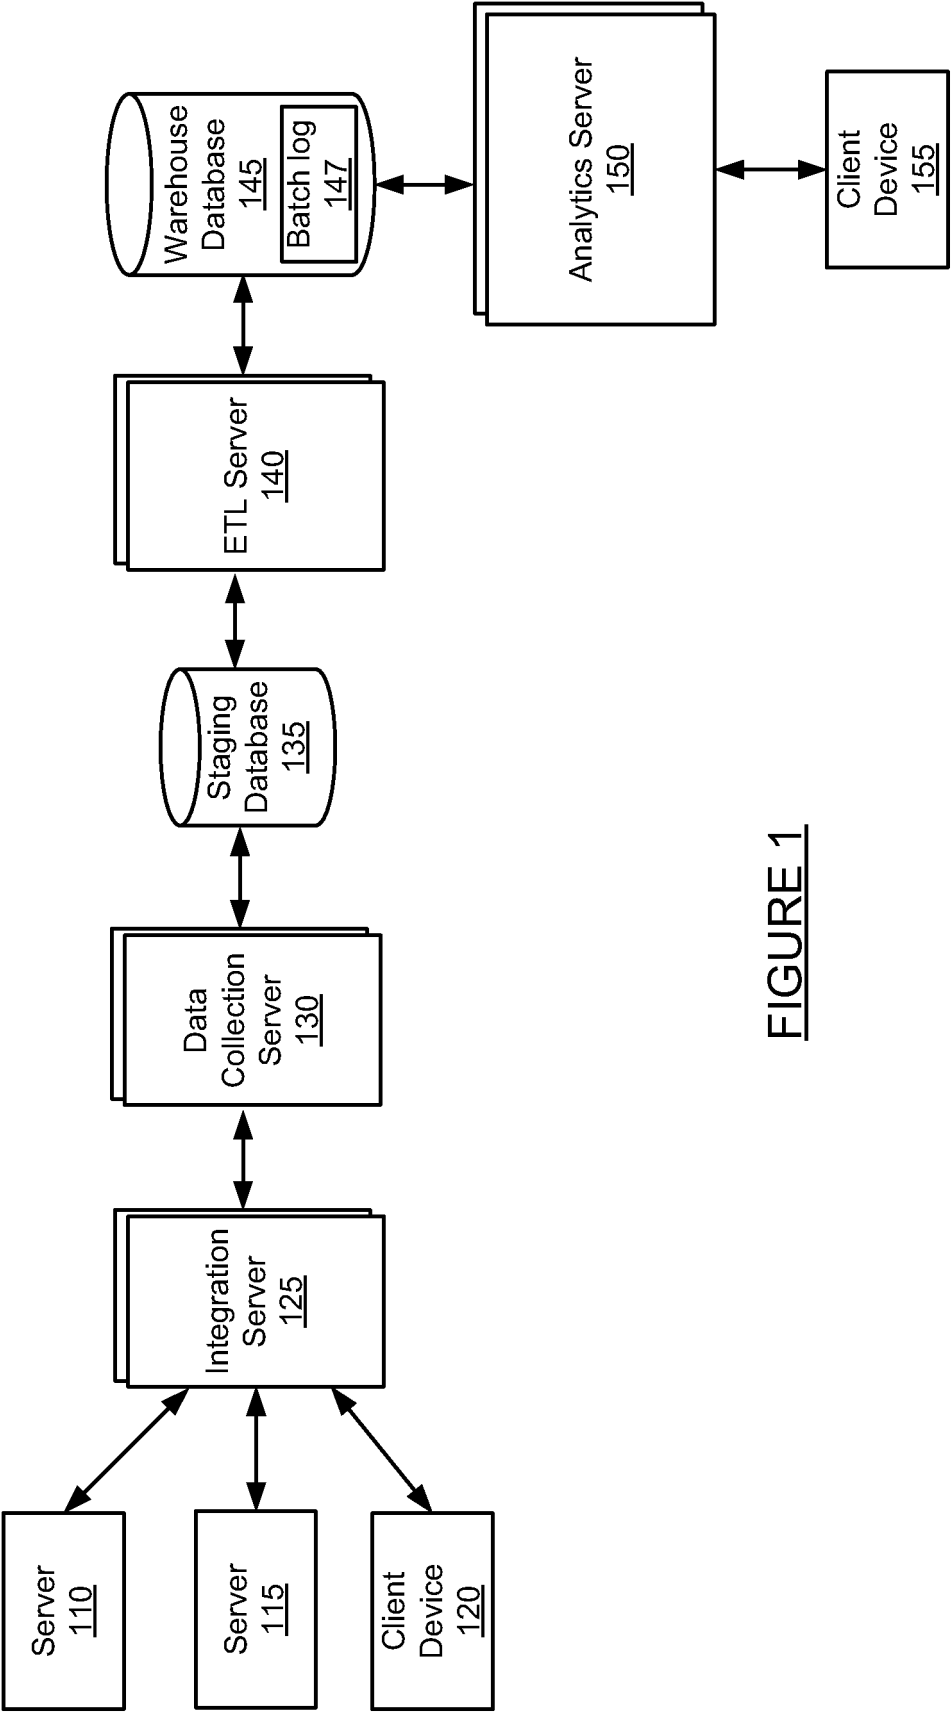 Server
110
Server
115
Client
Device
120
Integration
Server
125
Data
Collection
Server
130
Staging
Database
135
ETL Server
140
Warehouse
Database
145
Batch log
147
Analytics Server
150
Client
Device
155
FIGURE 1